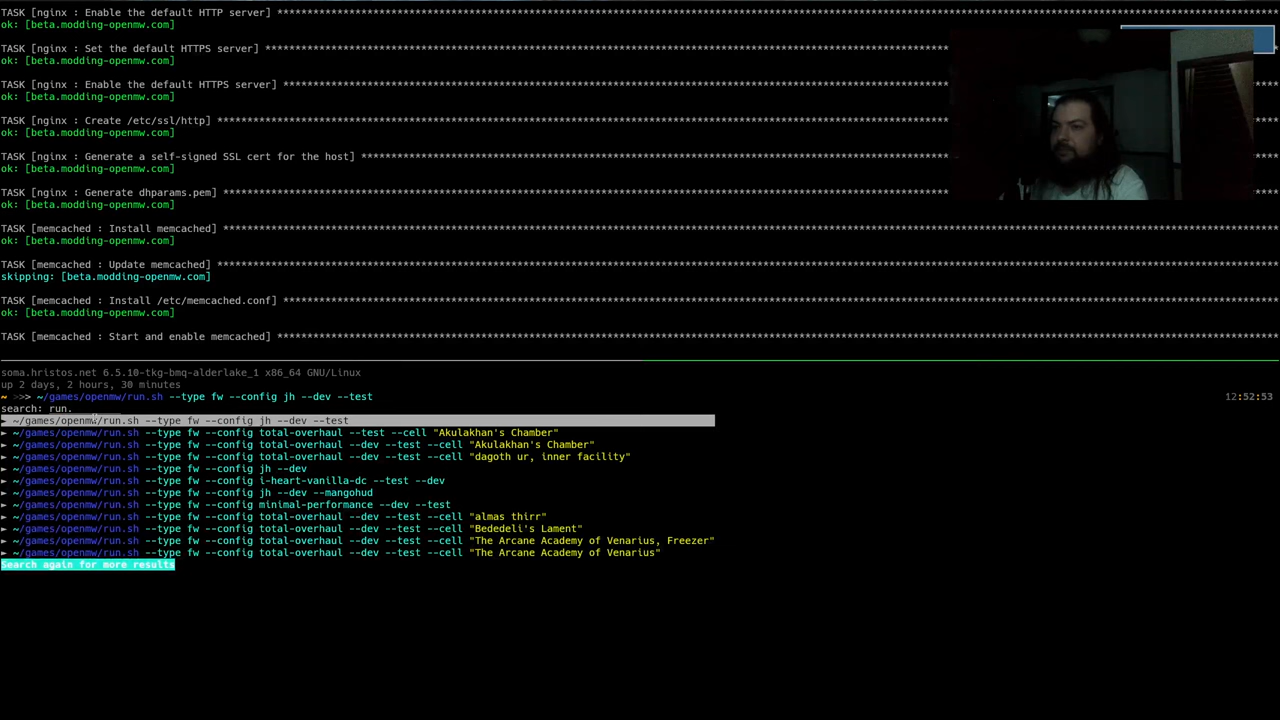 TASK [nginx : Enable the default HTTP server] ****************************************************************
ok: [beta.modding-openmw.com]
TASK [nginx : Set the default HTTPS server] ****************************************************************
ok: [beta.modding-openmw.com]
TASK [nginx : Enable the default HTTPS server] ****************************************************************
ok: [beta.modding-openmw.com]
TASK [nginx : Create /etc/ssl/http] ****************************************************************
ok: [beta.modding-openmw.com]
TASK [nginx : Generate a self-signed SSL cert for the host] ****************************************************************
ok: [beta.modding-openmw.com]
TASK [nginx : Generate dhparams.pem] ****************************************************************
ok: [beta.modding-openmw.com]
TASK [memcached : Install memcached] ****************************************************************
ok: [beta.modding-openmw.com]
TASK [memcached : Update memcached] ****************************************************************
skipping: [beta.modding-openmw.com]
TASK [memcached : Install /etc/memcached.conf] ****************************************************************
ok: [beta.modding-openmw.com]
TASK [memcached : Start and enable memcached] ****************************************************************
soma.hristos.net 6.5.10-tkg-bmq-alderlake_1 x86_64 GNU/Linux
up 2 days, 2 hours, 30 minutes
~ >>> ~/games/openmw/run.sh --type fw --config jh --dev --test 12:52:53
search: run.
► ~/games/openmw/run.sh --type fw --config jh --dev --test
► ~/games/openmw/run.sh --type fw --config total-overhaul --test --cell "Akulakhan's Chamber"
► ~/games/openmw/run.sh --type fw --config total-overhaul --dev --test --cell "Akulakhan's Chamber"
► ~/games/openmw/run.sh --type fw --config total-overhaul --dev --test --cell "dagoth ur, inner facility"
► ~/games/openmw/run.sh --type fw --config jh --dev
► ~/games/openmw/run.sh --type fw --config i-heart-vanilla-dc --test --dev
► ~/games/openmw/run.sh --type fw --config jh --dev --mangohud
► ~/games/openmw/run.sh --type fw --config minimal-performance --dev --test
► ~/games/openmw/run.sh --type fw --config total-overhaul --dev --test --cell "almas thirr"
► ~/games/openmw/run.sh --type fw --config total-overhaul --dev --test --cell "Bededeli's Lament"
► ~/games/openmw/run.sh --type fw --config total-overhaul --dev --test --cell "The Arcane Academy of Venarius, Freezer"
► ~/games/openmw/run.sh --type fw --config total-overhaul --dev --test --cell "The Arcane Academy of Venarius"
Search again for more results